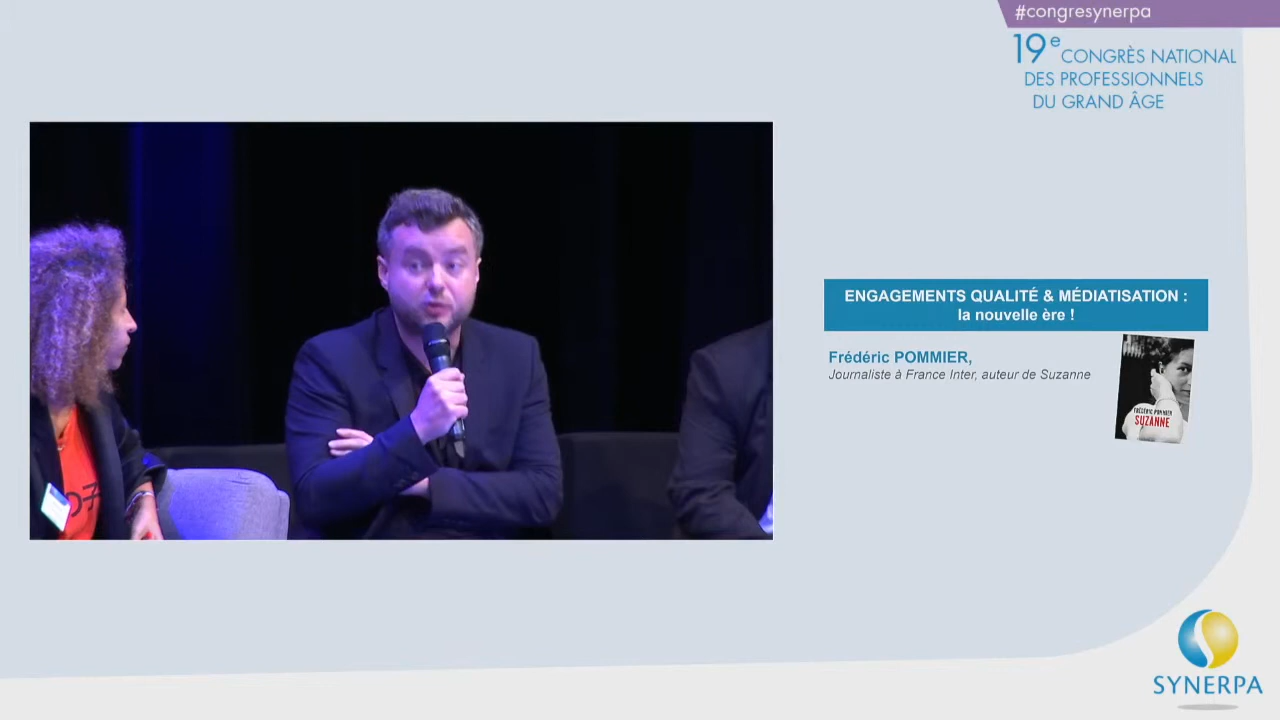 #congresynerpa
19e CONGRÈS NATIONAL
DES PROFESSIONNELS
DU GRAND ÂGE
ENGAGEMENTS QUALITÉ & MÉDIATISATION :
la nouvelle ère !
Frédéric POMMIER,
Journaliste à France Inter, auteur de Suzanne
FRÉDÉRIC POMMIER
SUZANNE
SYNERPA